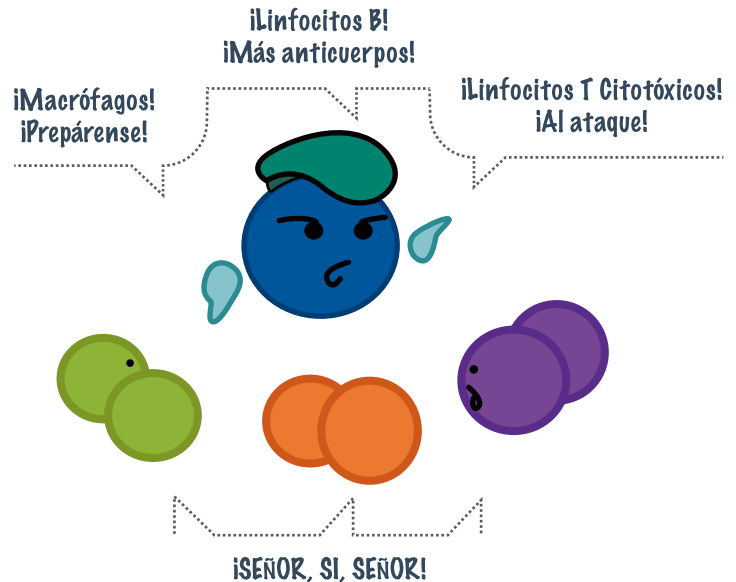 ¡Linfocitos B!
¡Más anticuerpos!
¡Macrófagos!
¡Prepárense!
¡Linfocitos T Citotóxicos!
¡Al ataque!
¡SEÑOR, SI, SEÑOR!